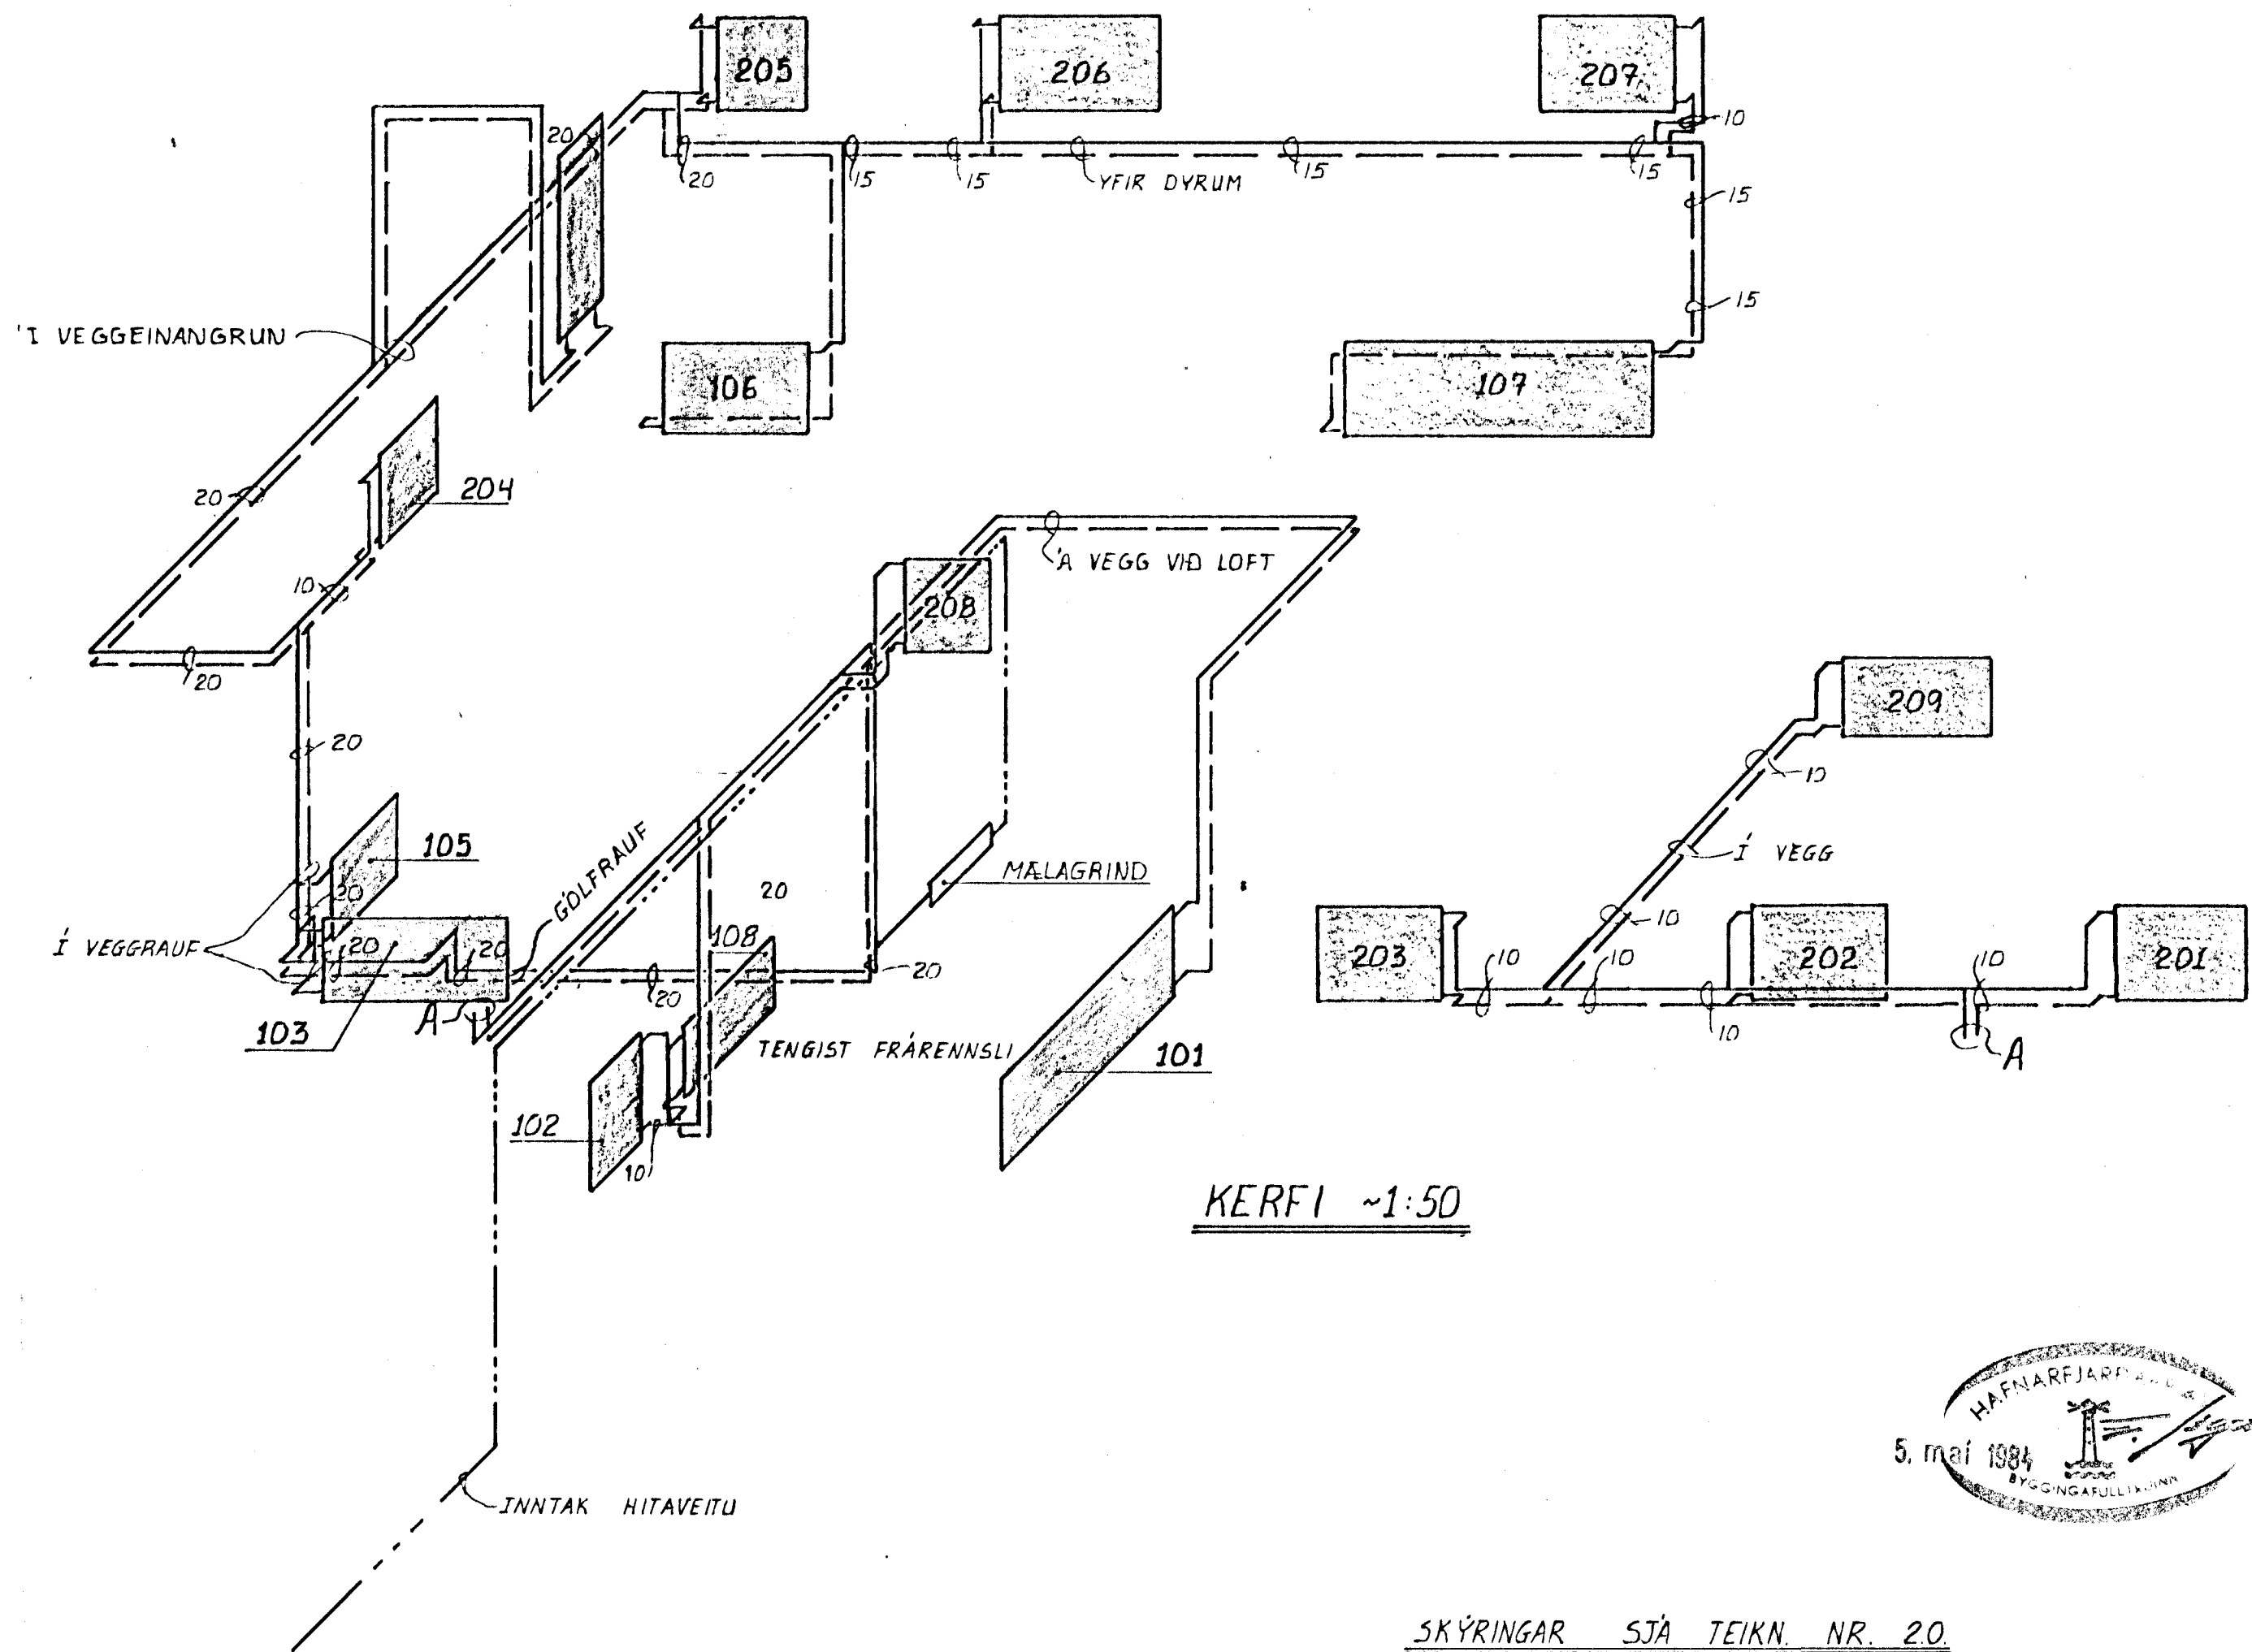 205
206
207
10
20
20
15
15
YFIR DYRUM
15
15
15
15
Í VEGGEINANGRUN
106
107
204
20
10
Á VEGG VIÐ LOFT
208
20
209
20
10
GÓLFRAUF
Í VEGG
105
MÆLAGRIND
20
20
10
Í VEGGRAUF
20
20
108
20
20
203
10
10
202
10
201
10
A
103
TENGIST FRÁRENNSLI
101
A
102
10
KERFI ~1:50
HAFNARFJARÐ
5. maí 1984
BYGGINGAFULLTRÚINN
INNTAK HITAVEITU
SKÝRINGAR SJÁ TEIKN. NR. 2.0.